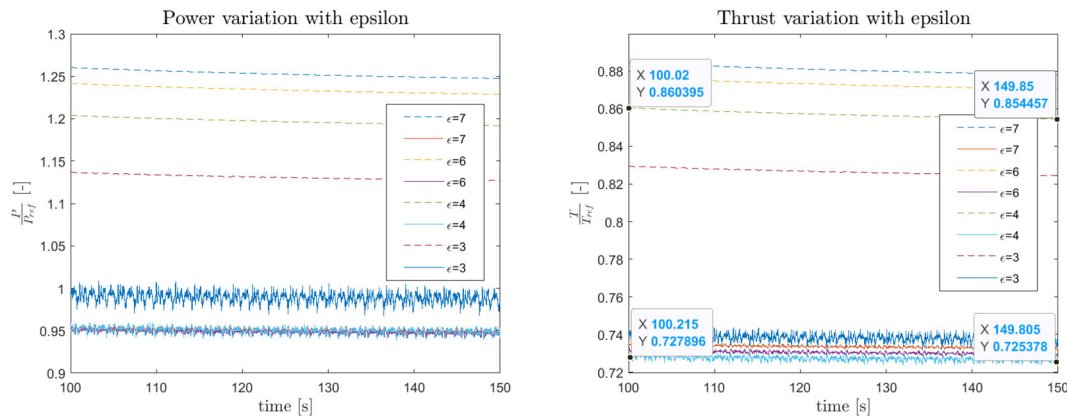 Power variation with epsilon
1.3
1.25
1.2
1.15
1.1
1.05
1
0.95
0.9
P/P_ref [-]
ϵ=7
ϵ=7
ϵ=6
ϵ=6
ϵ=4
ϵ=4
ϵ=3
ϵ=3
100 110 120 130 140 150
time [s]
Thrust variation with epsilon
0.88
0.86
0.84
0.82
0.8
0.78
0.76
0.74
0.72
T/T_ref [-]
X 100.02
Y 0.860395
X 149.85
Y 0.854457
ϵ=7
ϵ=7
ϵ=6
ϵ=6
ϵ=4
ϵ=4
ϵ=3
ϵ=3
X 100.215
Y 0.727896
X 149.805
Y 0.725378
100 110 120 130 140 150
time [s]